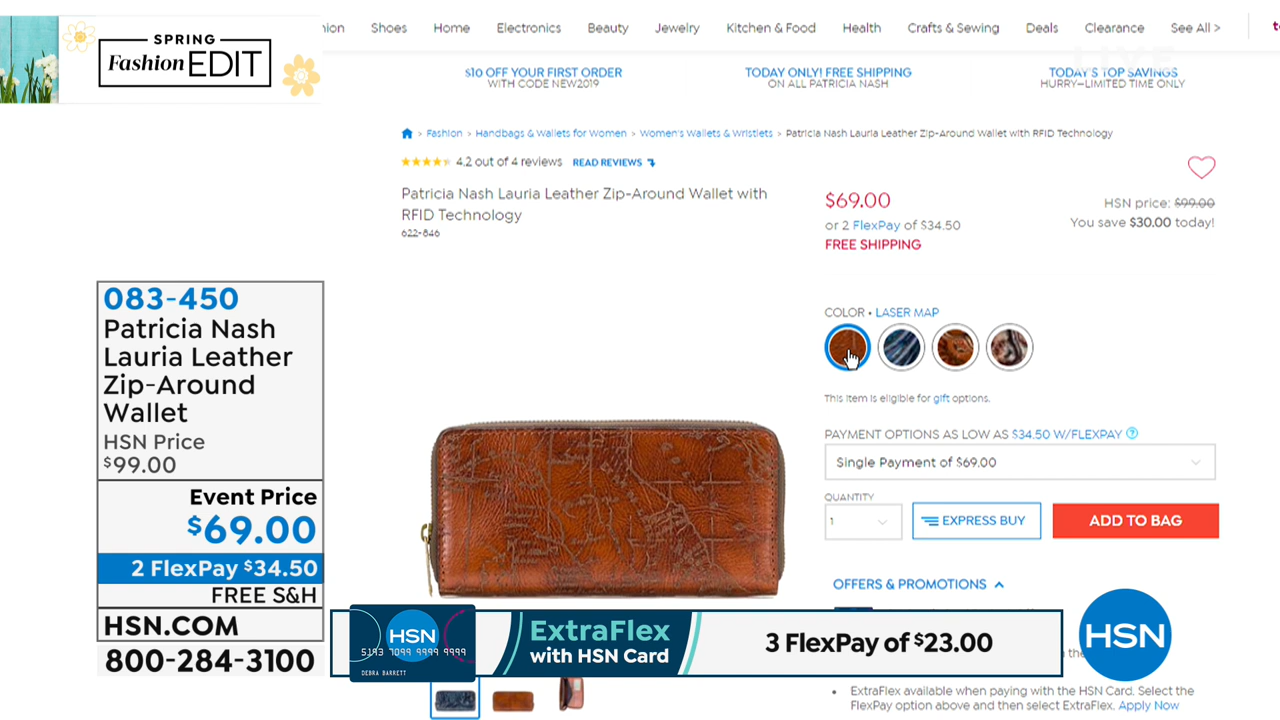 SPRING
Fashion EDIT
Shoes
Home
Electronics
Beauty
Jewelry
Kitchen & Food
Health
Crafts & Sewing
Deals
Clearance
See All >
LIVE
$10 OFF YOUR FIRST ORDER
WITH CODE NEW2019
TODAY ONLY! FREE SHIPPING
ON ALL PATRICIA NASH
TODAY'S TOP SAVINGS
HURRY—LIMITED TIME ONLY
> Fashion > Handbags & Wallets for Women > Women's Wallets & Wristlets > Patricia Nash Lauria Leather Zip-Around Wallet with RFID Technology
4.2 out of 4 reviews READ REVIEWS
Patricia Nash Lauria Leather Zip-Around Wallet with
RFID Technology
622-846
$69.00
or 2 FlexPay of $34.50
FREE SHIPPING
HSN price: $99.00
You save $30.00 today!
COLOR • LASER MAP
This item is eligible for gift options.
PAYMENT OPTIONS AS LOW AS $34.50 W/FLEXPAY ?
Single Payment of $69.00
QUANTITY
1
EXPRESS BUY
ADD TO BAG
OFFERS & PROMOTIONS
083-450
Patricia Nash
Lauria Leather
Zip-Around
Wallet
HSN Price
$99.00
Event Price
$69.00
2 FlexPay $34.50
FREE S&H
HSN.COM
800-284-3100
HSN
5193 7099 9999 9999
DEBRA BARRETT
ExtraFlex
with HSN Card
3 FlexPay of $23.00
HSN
• ExtraFlex available when paying with the HSN Card. Select the
FlexPay option above and then select ExtraFlex. Apply Now